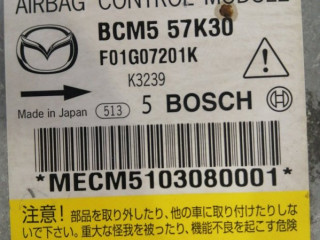 AIRBAG CONTROL MODULE
BCM5 57K30
F01G07201K
K3239
Made in Japan 513 5 BOSCH
*MECM5103080001*
注意! 部品を取り外したり、他の車に取り付けたりしな
いで下さい。重大な怪我を被ったり、機能不良を起こす危険